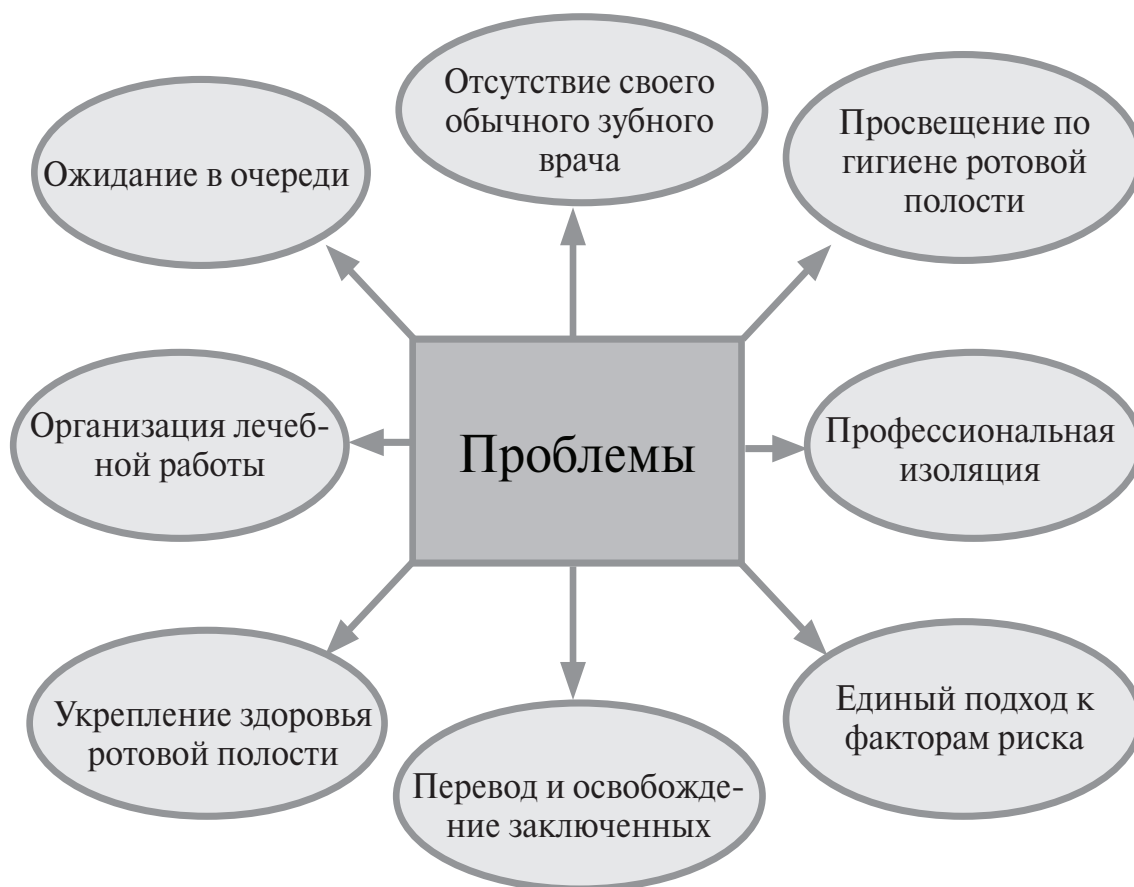 Отсутствие своего
обычного зубного
врача
Ожидание в очереди
Просвещение по
гигиене ротовой
полости
Организация лечеб-
ной работы
Проблемы
Профессиональная
изоляция
Укрепление здоровья
ротовой полости
Перевод и освобожде-
ние заключенных
Единый подход к
факторам риска